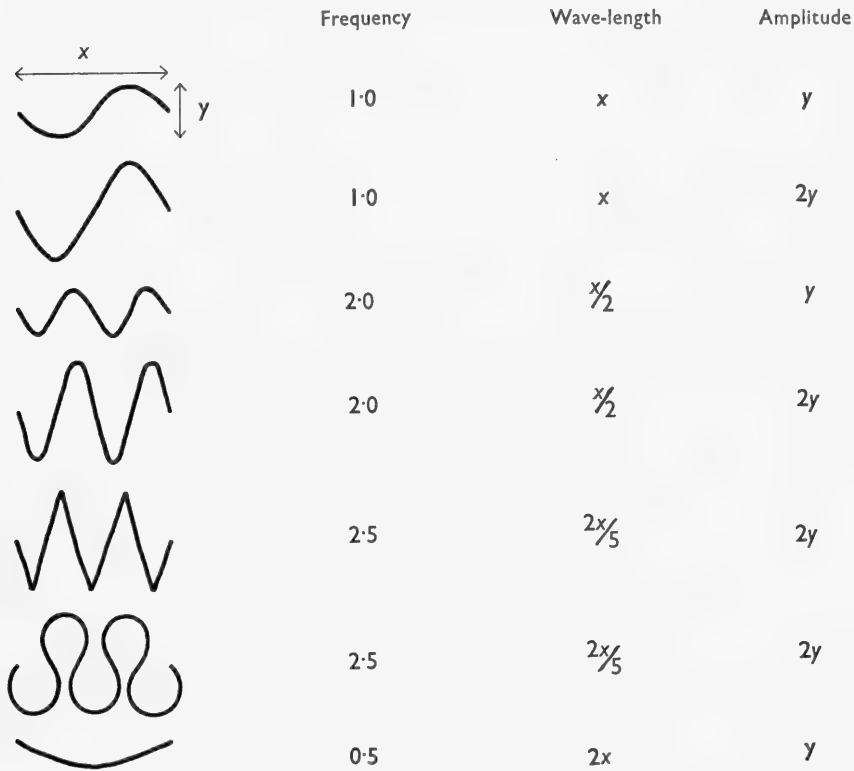 Frequency Wave-length Amplitude
x
y
1·0 x y
1·0 x 2y
2·0 x/2 y
2·0 x/2 2y
2·5 2x/5 2y
2·5 2x/5 2y
0·5 2x y